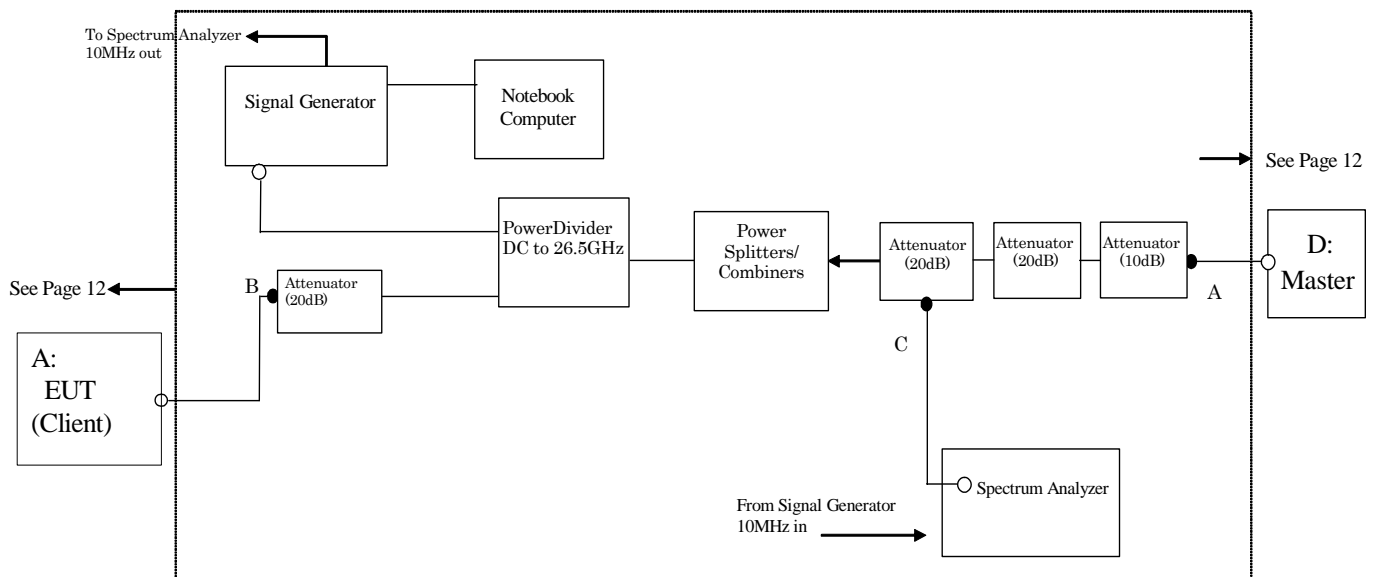 To Spectrum Analyzer
10MHz out
Signal Generator
Notebook
Computer
See Page 12
PowerDivider
DC to 26.5GHz
Power
Splitters/
Combiners
Attenuator
(20dB)
Attenuator
(20dB)
Attenuator
(10dB)
D:
Master
A
See Page 12
B
Attenuator
(20dB)
A:
EUT
(Client)
C
Spectrum Analyzer
From Signal Generator
10MHz in